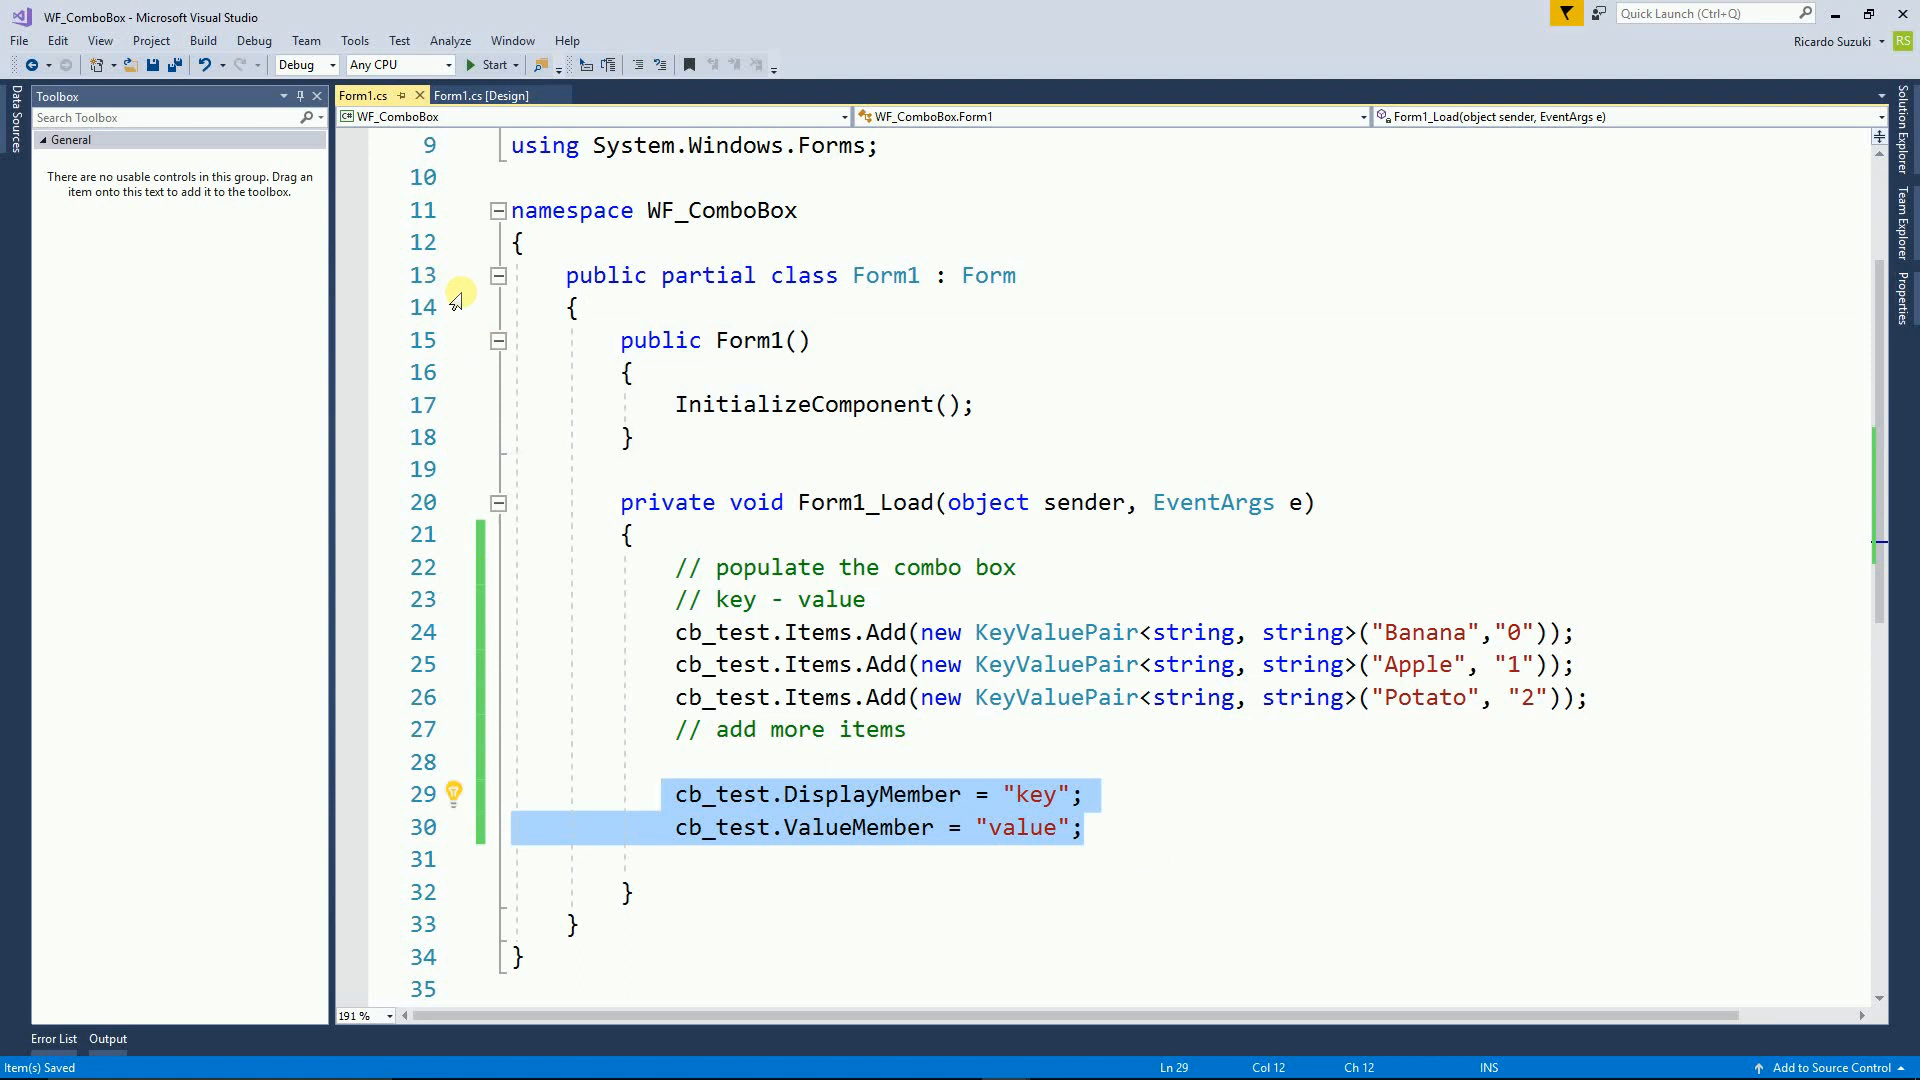 WF_ComboBox - Microsoft Visual Studio
Quick Launch (Ctrl+Q)
File Edit View Project Build Debug Team Tools Test Analyze Window Help
Ricardo Suzuki RS
Debug Any CPU Start
Data Sources
Toolbox
Search Toolbox
General
There are no usable controls in this group. Drag an
item onto this text to add it to the toolbox.
Form1.cs Form1.cs [Design]
C# WF_ComboBox WF_ComboBox.Form1 Form1_Load(object sender, EventArgs e)
9 using System.Windows.Forms;
10
11 namespace WF_ComboBox
12 {
13 public partial class Form1 : Form
14 {
15 public Form1()
16 {
17 InitializeComponent();
18 }
19
20 private void Form1_Load(object sender, EventArgs e)
21 {
22 // populate the combo box
23 // key - value
24 cb_test.Items.Add(new KeyValuePair<string, string>("Banana","0"));
25 cb_test.Items.Add(new KeyValuePair<string, string>("Apple", "1"));
26 cb_test.Items.Add(new KeyValuePair<string, string>("Potato", "2"));
27 // add more items
28
29 cb_test.DisplayMember = "key";
30 cb_test.ValueMember = "value";
31
32 }
33 }
34 }
35
191 %
Solution Explorer
Team Explorer
Properties
Error List Output
Item(s) Saved Ln 29 Col 12 Ch 12 INS Add to Source Control